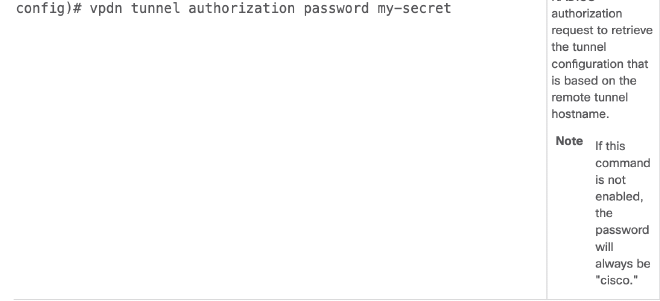 config)# vpdn tunnel authorization password my-secret
authorization
request to retrieve
the tunnel
configuration that
is based on the
remote tunnel
hostname.
Note
If this
command
is not
enabled,
the
password
will
always be
"cisco."